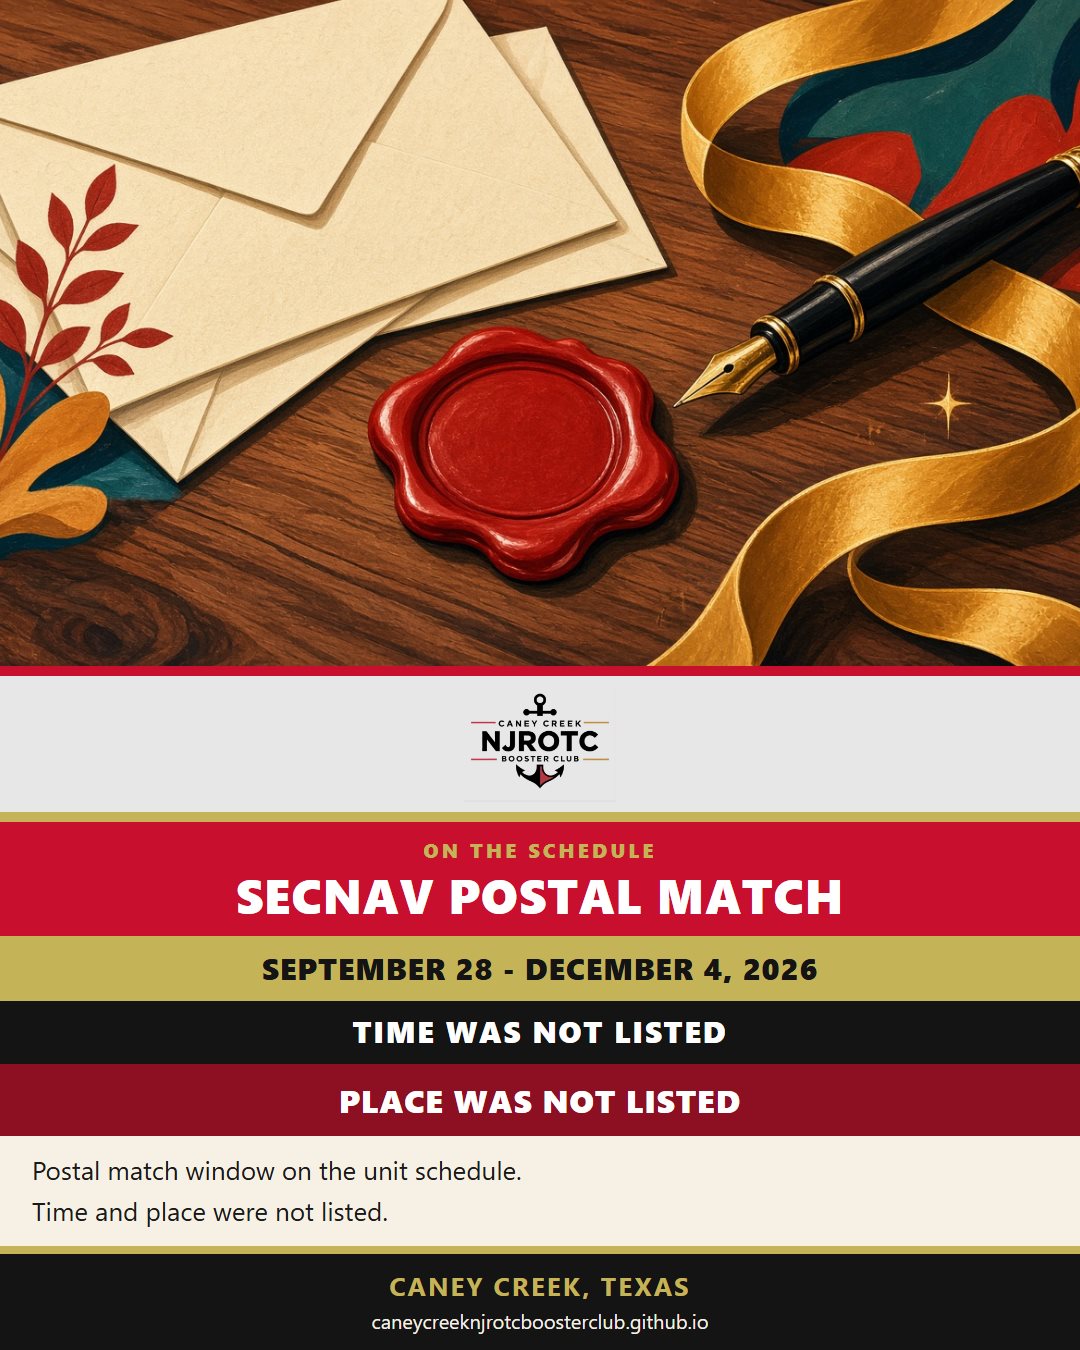 CANEY CREEK
NJROTC
BOOSTER CLUB
ON THE SCHEDULE
SECNAV POSTAL MATCH
SEPTEMBER 28 - DECEMBER 4, 2026
TIME WAS NOT LISTED
PLACE WAS NOT LISTED
Postal match window on the unit schedule.
Time and place were not listed.
CANEY CREEK, TEXAS
caneycreeknjrotcboosterclub.github.io